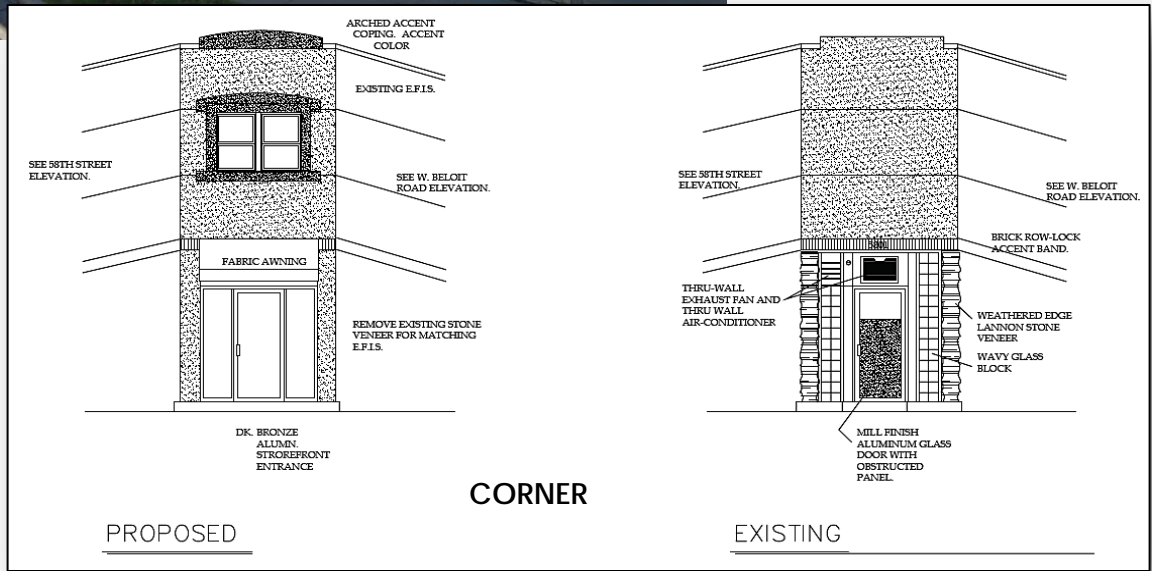 ARCHED ACCENT
COPING. ACCENT
COLOR
EXISTING E.F.I.S.
SEE 58TH STREET
ELEVATION.
SEE W. BELOIT
ROAD ELEVATION.
FABRIC AWNING
REMOVE EXISTING STONE
VENEER FOR MATCHING
E.F.I.S.
DK. BRONZE
ALUMN.
STROREFRONT
ENTRANCE
PROPOSED
CORNER
SEE 58TH STREET
ELEVATION.
SEE W. BELOIT
ROAD ELEVATION.
5801
BRICK ROW-LOCK
ACCENT BAND.
THRU-WALL
EXHAUST FAN AND
THRU WALL
AIR-CONDITIONER
WEATHERED EDGE
LANNON STONE
VENEER
WAVY GLASS
BLOCK
MILL FINISH
ALUMINUM GLASS
DOOR WITH
OBSTRUCTED
PANEL.
EXISTING